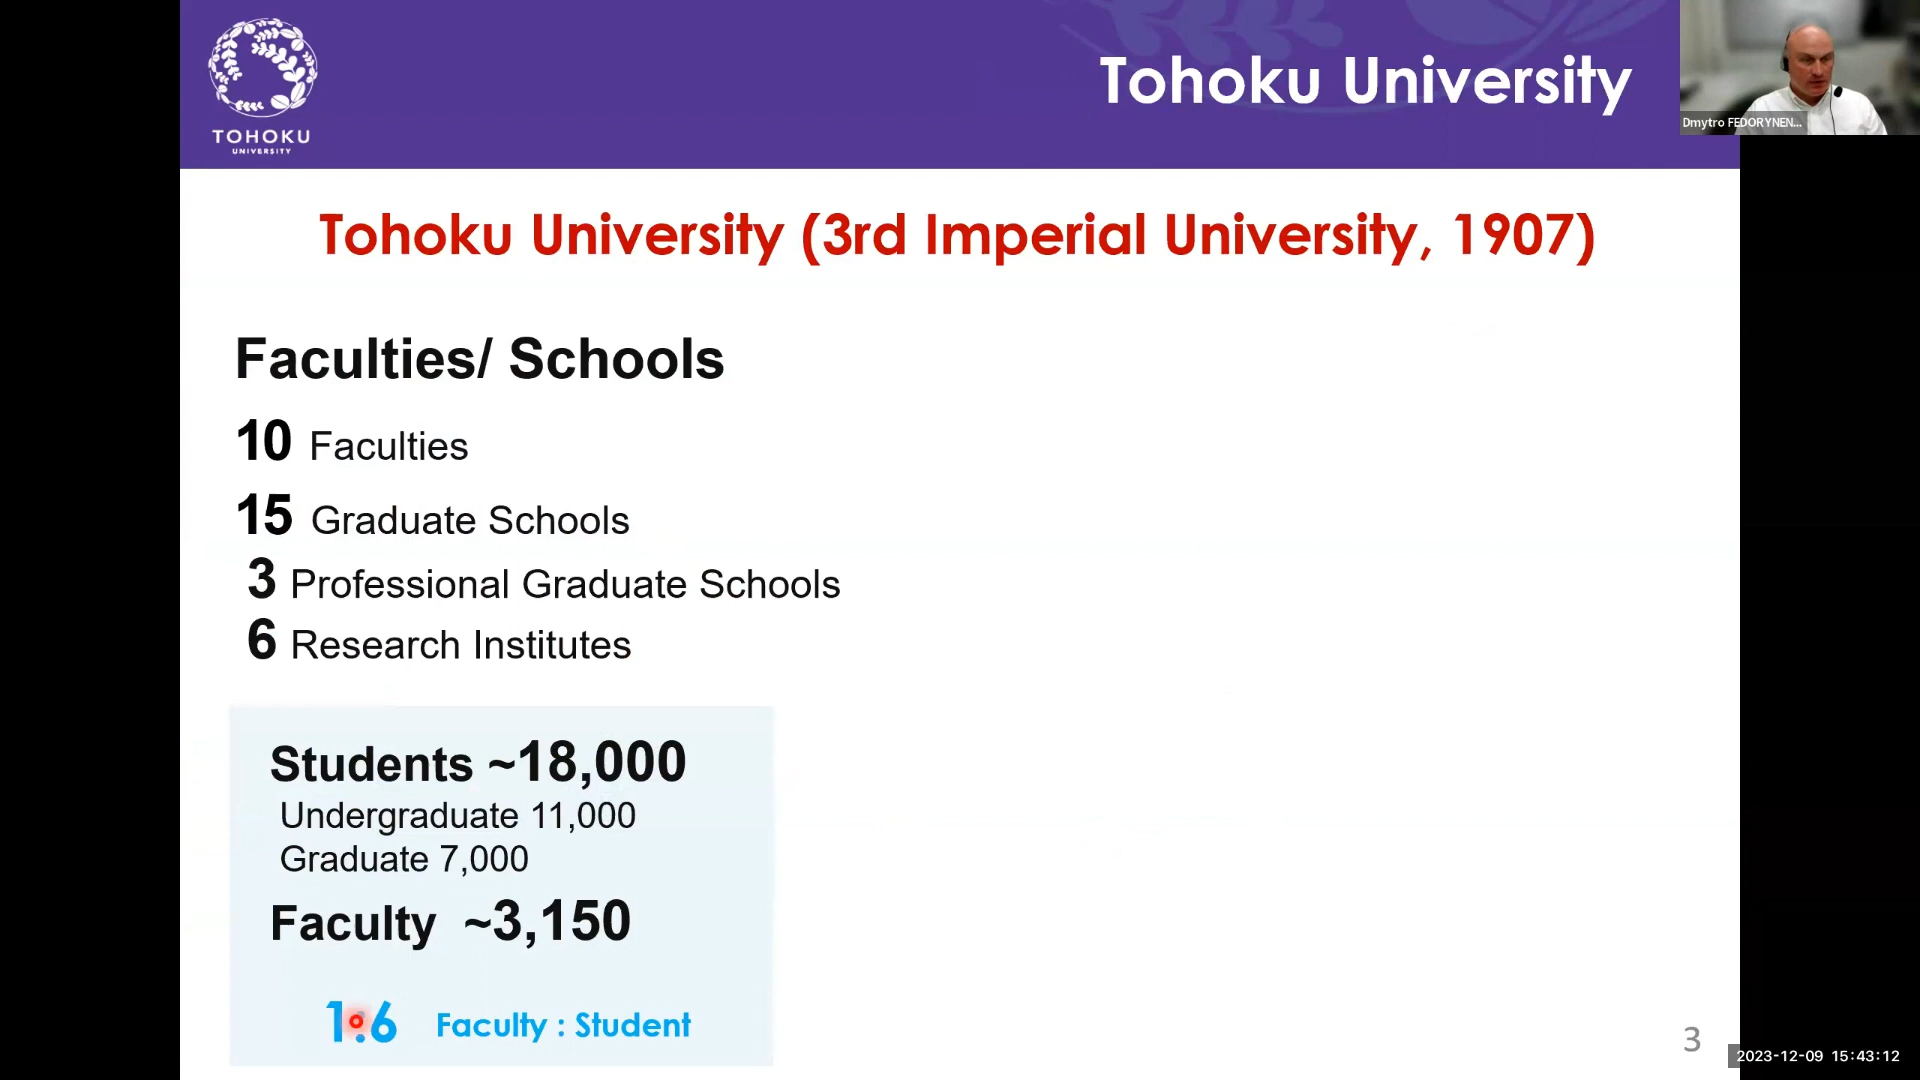 TOHOKU
UNIVERSITY
Tohoku University
Dmytro FEDORYNEN...
Tohoku University (3rd Imperial University, 1907)
Faculties/ Schools
10 Faculties
15 Graduate Schools
3 Professional Graduate Schools
6 Research Institutes
Students ~18,000
Undergraduate 11,000
Graduate 7,000
Faculty ~3,150
1:6 Faculty : Student
3
2023-12-09 15:43:12